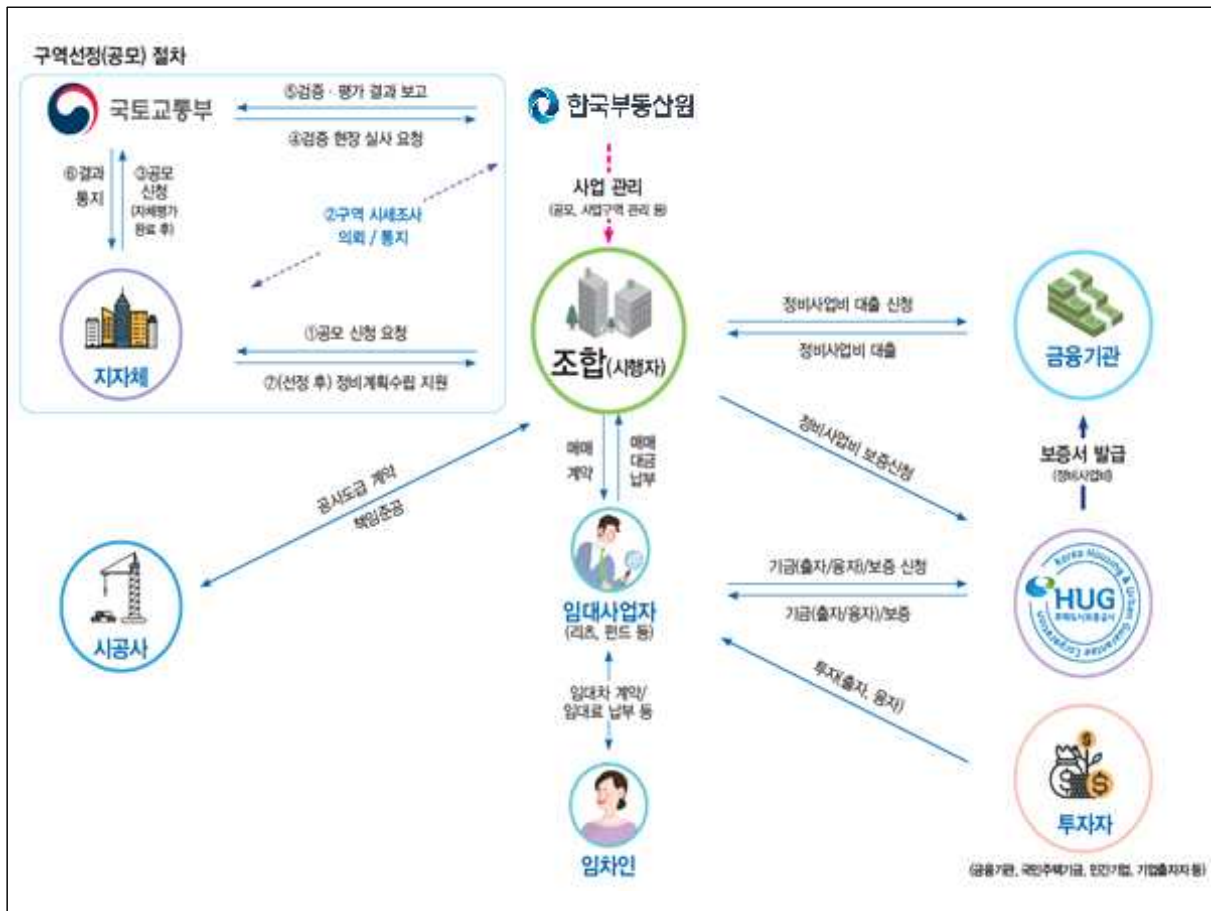 구역선정(공모) 절차
국토교통부
⑤검증 · 평가 결과 보고
④검증 현장 실사 요청
한국부동산원
⑥결과
통지
③공모
신청
(자체평가
완료 후)
②구역 시세조사
의뢰 / 통지
사업 관리
(공모, 사업구역 관리 등)
지자체
①공모 신청 요청
⑦(선정 후) 정비계획수립 지원
조합(시행자)
정비사업비 대출 신청
정비사업비 대출
금융기관
매매
계약
매매
대금
납부
정비사업비 보증신청
보증서 발급
(정비사업비)
공사도급 계약
책임준공
시공사
임대사업자
(리츠, 펀드 등)
기금(출자/융자)/보증 신청
기금(출자/융자)/보증
Korea Housing & Urban Guarantee Corporation
HUG
주택도시보증공사
투자(출자, 융자)
임대차 계약/
임대료 납부 등
임차인
투자자
(금융기관, 국민주택기금, 민간기업, 기업출자자 등)